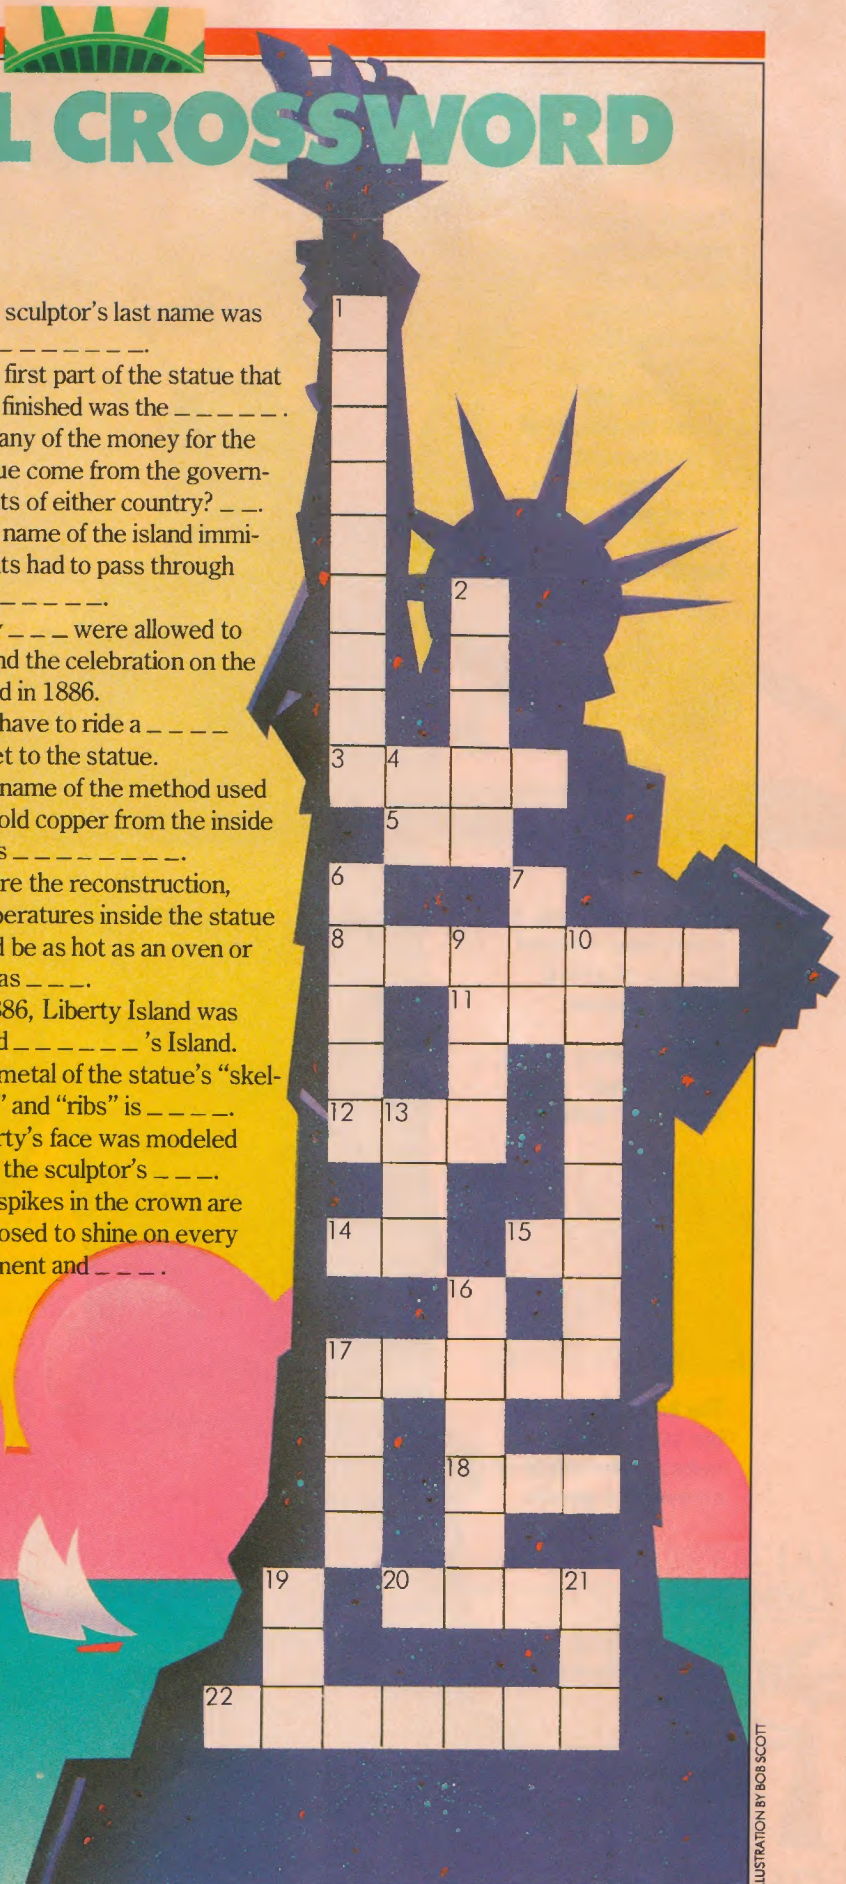 L CROSSWORD
sculptor's last name was
_ _ _ _ _ _ _ _.
first part of the statue that
finished was the _ _ _ _ _.
any of the money for the
ue come from the govern-
ts of either country? _ _.
name of the island immi-
ts had to pass through
_ _ _ _ _.
_ _ _ were allowed to
nd the celebration on the
d in 1886.
have to ride a _ _ _ _
et to the statue.
name of the method used
old copper from the inside
s _ _ _ _ _ _ _ _ _.
re the reconstruction,
peratures inside the statue
d be as hot as an oven or
as _ _ _.
886, Liberty Island was
d _ _ _ _ _ _ 's Island.
metal of the statue's "skel-
" and "ribs" is _ _ _ _.
rty's face was modeled
the sculptor's _ _ _.
spikes in the crown are
osed to shine on every
nent and _ _ _.
1
2
3 4
5
6 7
8 9 10
11
12 13
14 15
16
17
18
19 20 21
22
LUSTRATION BY BOB SCOTT